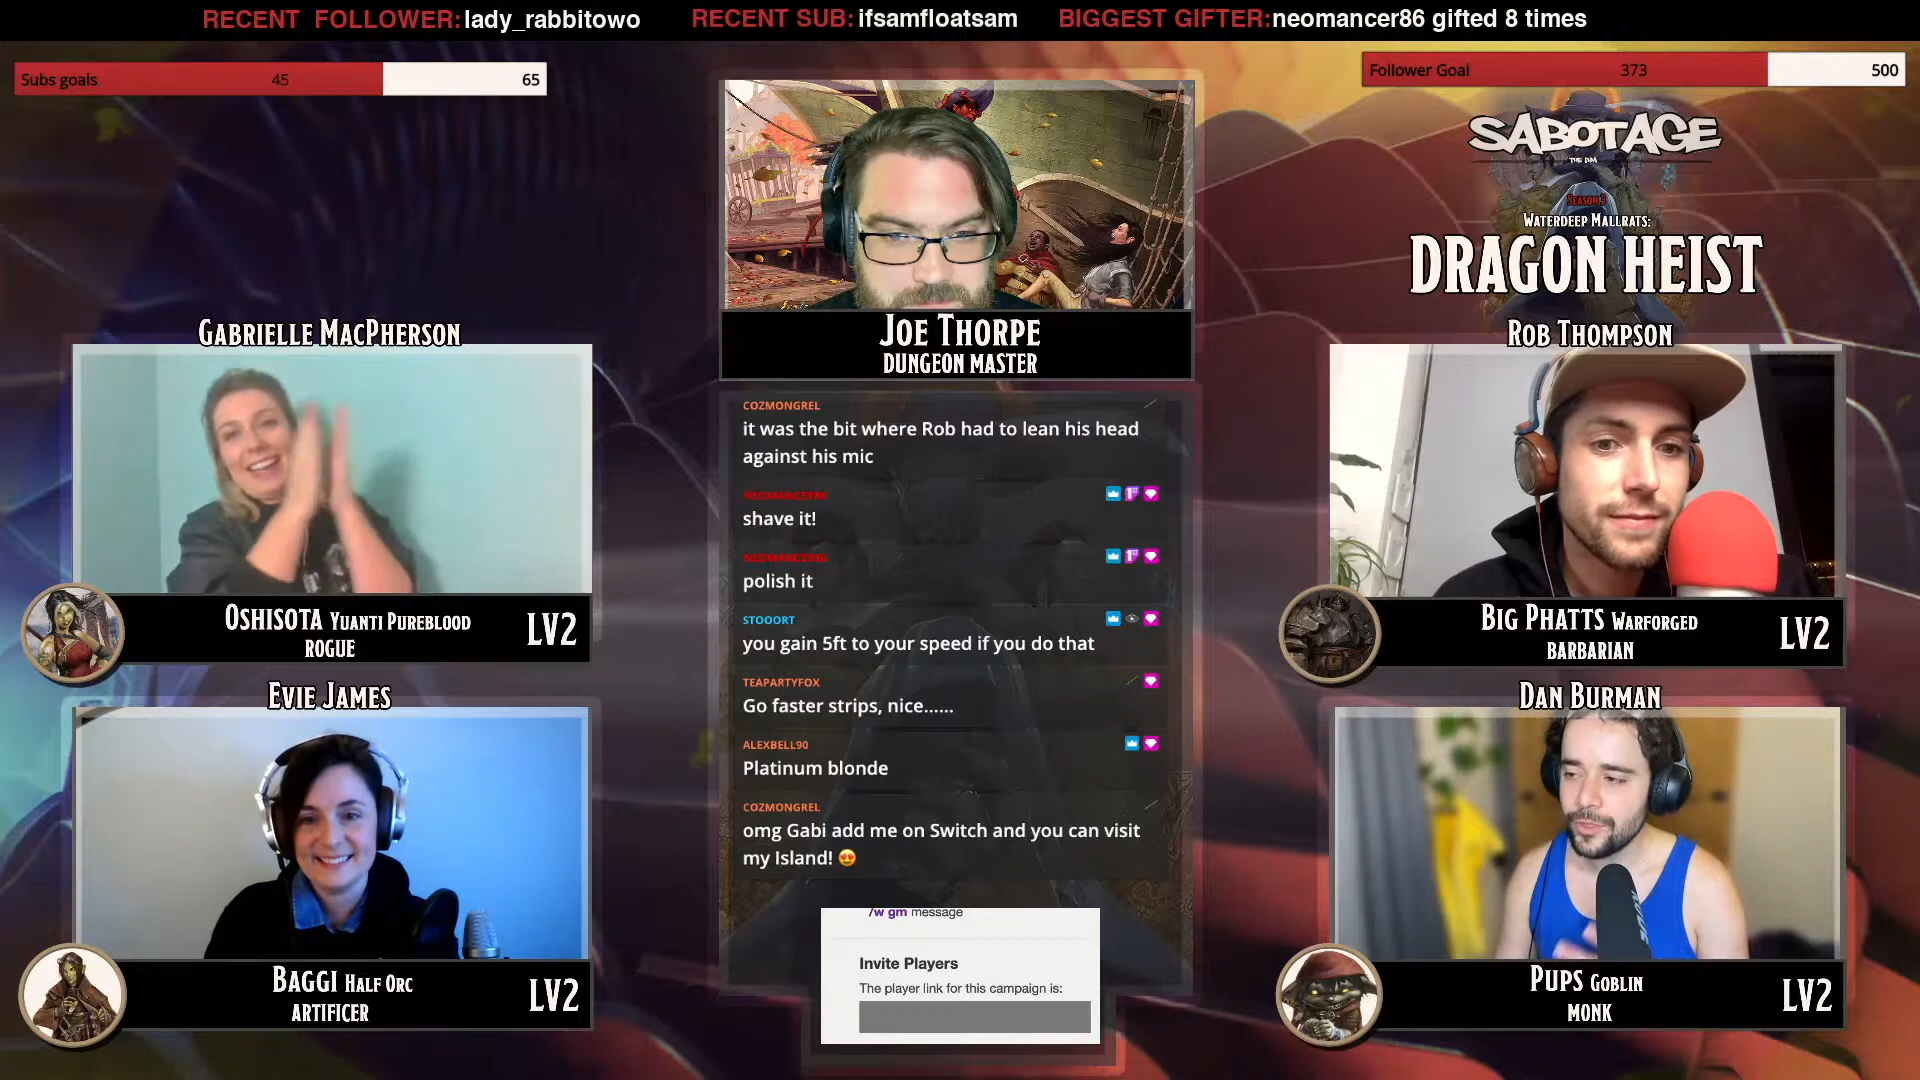 RECENT FOLLOWER: lady_rabbitowo RECENT SUB: ifsamfloatsam BIGGEST GIFTER: neomancer86 gifted 8 times
Subs goals 45 65
Follower Goal 373 500
SABOTAGE
THE DM
SEASON 1
WATERDEEP MALLRATS:
DRAGON HEIST
JOE THORPE
DUNGEON MASTER
GABRIELLE MACPHERSON
OSHISOTA YUANTI PUREBLOOD
ROGUE
LV2
EVIE JAMES
BAGGI HALF ORC
ARTIFICER
LV2
COZMONGREL
it was the bit where Rob had to lean his head
against his mic
NEOMANCER86
shave it!
NEOMANCER86
polish it
STOOORT
you gain 5ft to your speed if you do that
TEAPARTYFOX
Go faster strips, nice......
ALEXBELL90
Platinum blonde
COZMONGREL
omg Gabi add me on Switch and you can visit
my Island! 😍
/w gm message
Invite Players
The player link for this campaign is:
ROB THOMPSON
BIG PHATTS WARFORGED
BARBARIAN
LV2
DAN BURMAN
PUPS GOBLIN
MONK
LV2